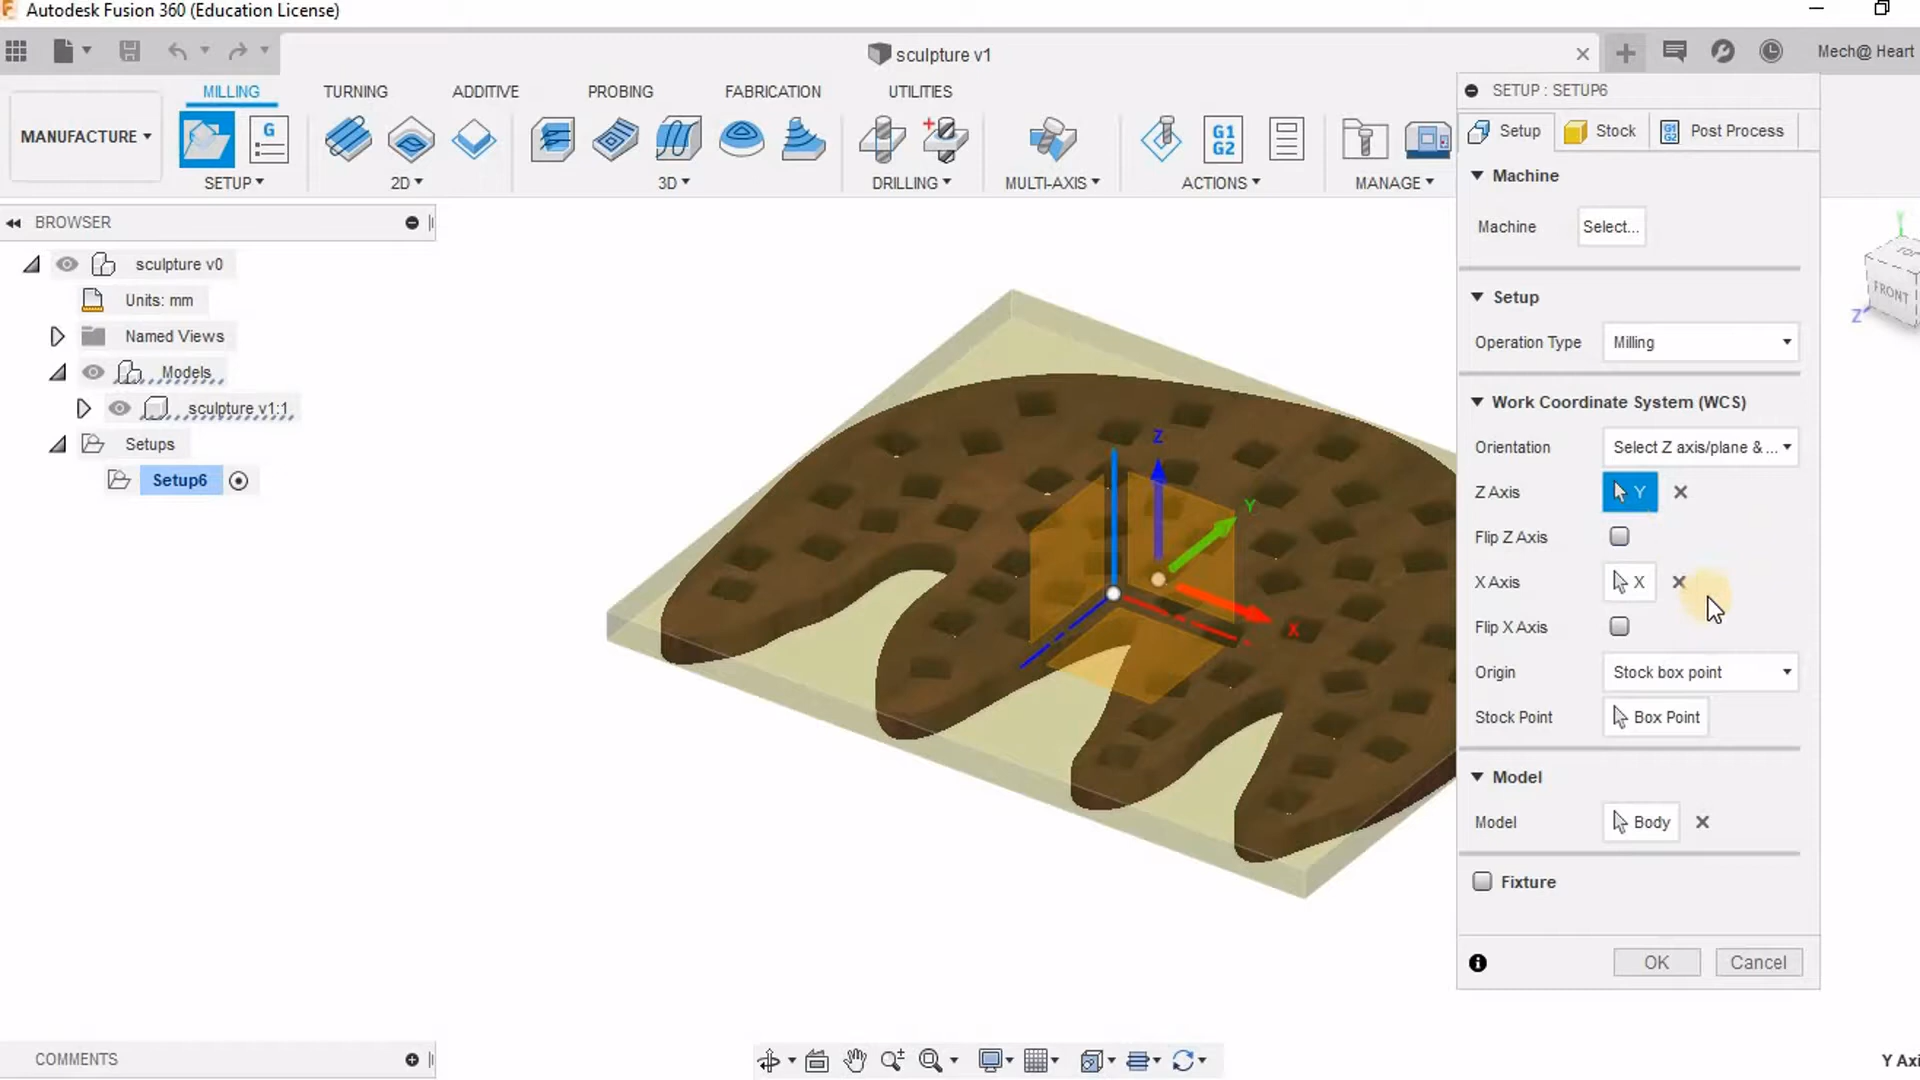 Autodesk Fusion 360 (Education License)
sculpture v1
Mech@ Heart
MILLING TURNING ADDITIVE PROBING FABRICATION UTILITIES
MANUFACTURE
G
G1
G2
SETUP 2D 3D DRILLING MULTI-AXIS ACTIONS MANAGE
BROWSER
sculpture v0
Units: mm
Named Views
Models
sculpture v1:1
Setups
Setup6
Z
Y
X
SETUP : SETUP6
Setup Stock G1 G2 Post Process
Machine
Machine Select...
Setup
Operation Type Milling
Work Coordinate System (WCS)
Orientation Select Z axis/plane & ...
Z Axis Y
Flip Z Axis
X Axis X
Flip X Axis
Origin Stock box point
Stock Point Box Point
Model
Model Body
Fixture
OK Cancel
Y
TOP
FRONT
Z
COMMENTS